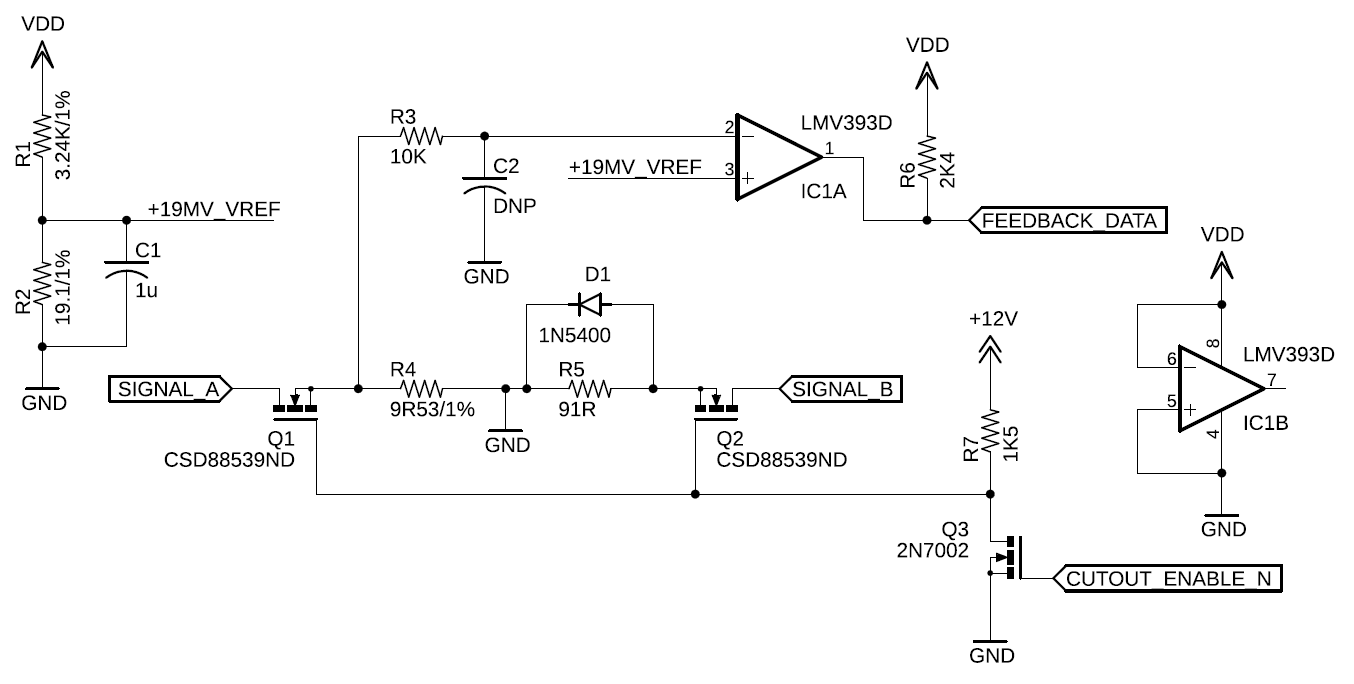 VDD
R1
3.24K/1%
+19MV_VREF
R2
19.1/1%
C1
1u
GND
R3
10K
C2
DNP
GND
+19MV_VREF
2
3
1
LMV393D
IC1A
VDD
R6
2K4
FEEDBACK_DATA
D1
1N5400
SIGNAL_A
Q1
CSD88539ND
R4
9R53/1%
GND
R5
91R
Q2
CSD88539ND
SIGNAL_B
+12V
R7
1K5
Q3
2N7002
CUTOUT_ENABLE_N
GND
VDD
8
6
5
4
7
LMV393D
IC1B
GND